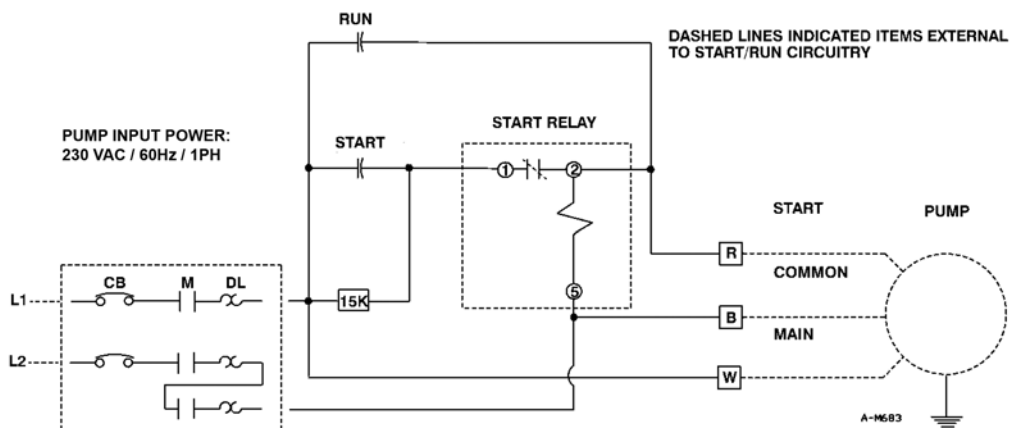 RUN
DASHED LINES INDICATED ITEMS EXTERNAL
TO START/RUN CIRCUITRY
PUMP INPUT POWER:
230 VAC / 60Hz / 1PH
START
START RELAY
1
2
START
PUMP
R
COMMON
CB
M
DL
L1
15K
5
B
MAIN
L2
W
A-M683